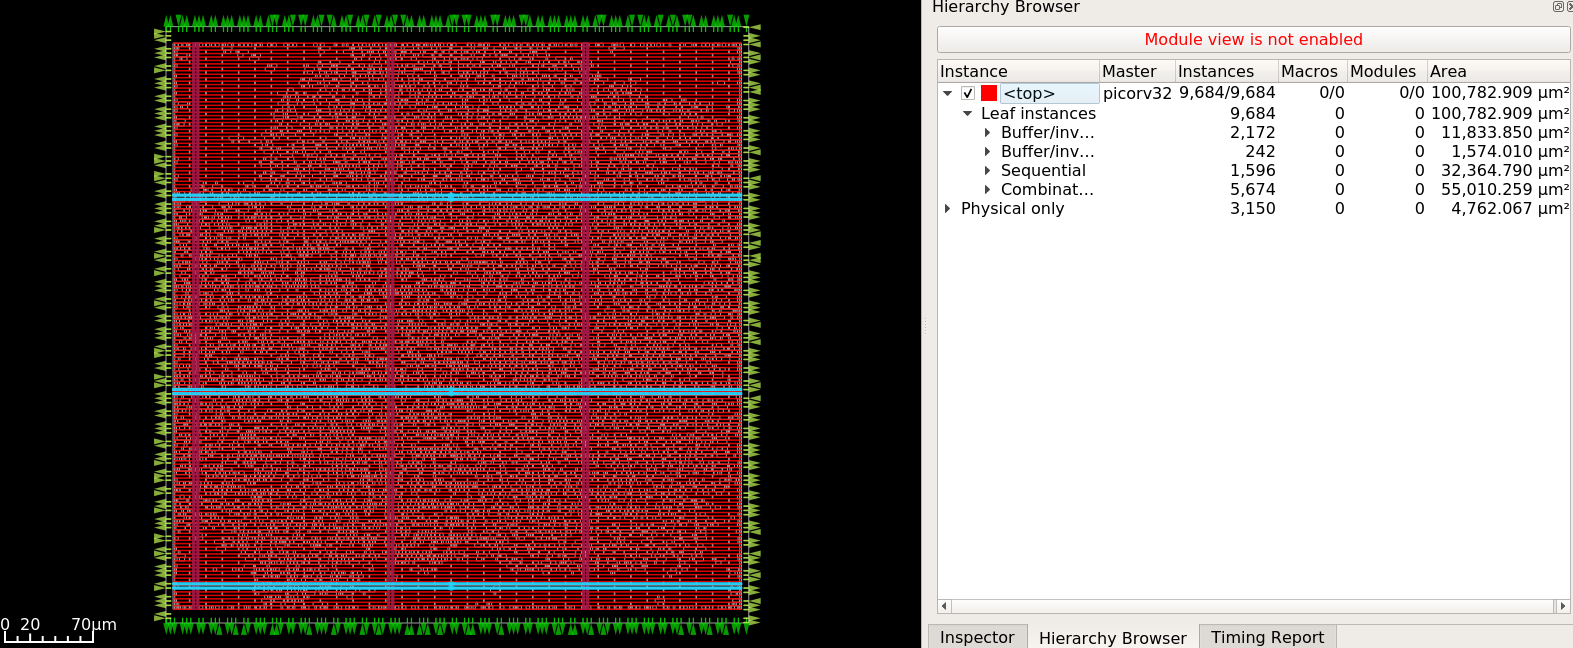 Hierarchy Browser
Module view is not enabled
Instance Master Instances Macros Modules Area
<top> picorv32 9,684/9,684 0/0 0/0 100,782.909 μm²
Leaf instances 9,684 0 0 100,782.909 μm²
Buffer/inv... 2,172 0 0 11,833.850 μm²
Buffer/inv... 242 0 0 1,574.010 μm²
Sequential 1,596 0 0 32,364.790 μm²
Combinat... 5,674 0 0 55,010.259 μm²
Physical only 3,150 0 0 4,762.067 μm²
0 20 70μm
Inspector Hierarchy Browser Timing Report